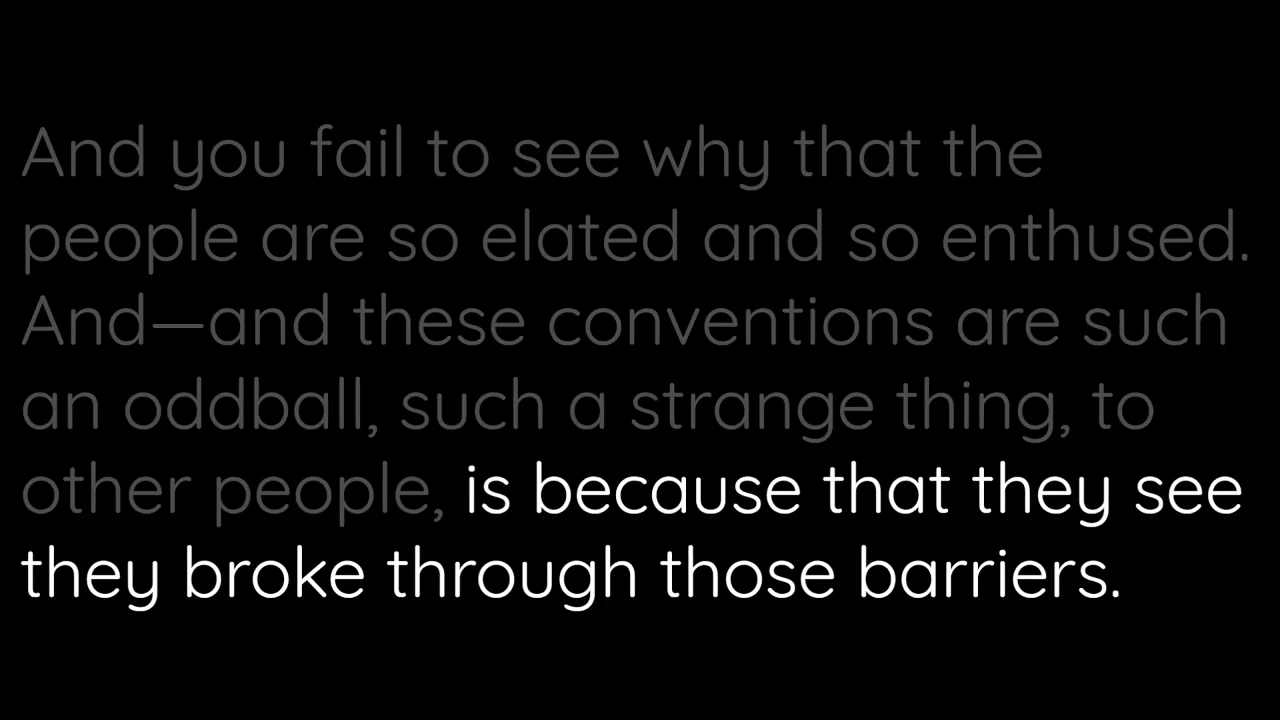 And you fail to see why that the
people are so elated and so enthused.
And—and these conventions are such
an oddball, such a strange thing, to
other people, is because that they see
they broke through those barriers.